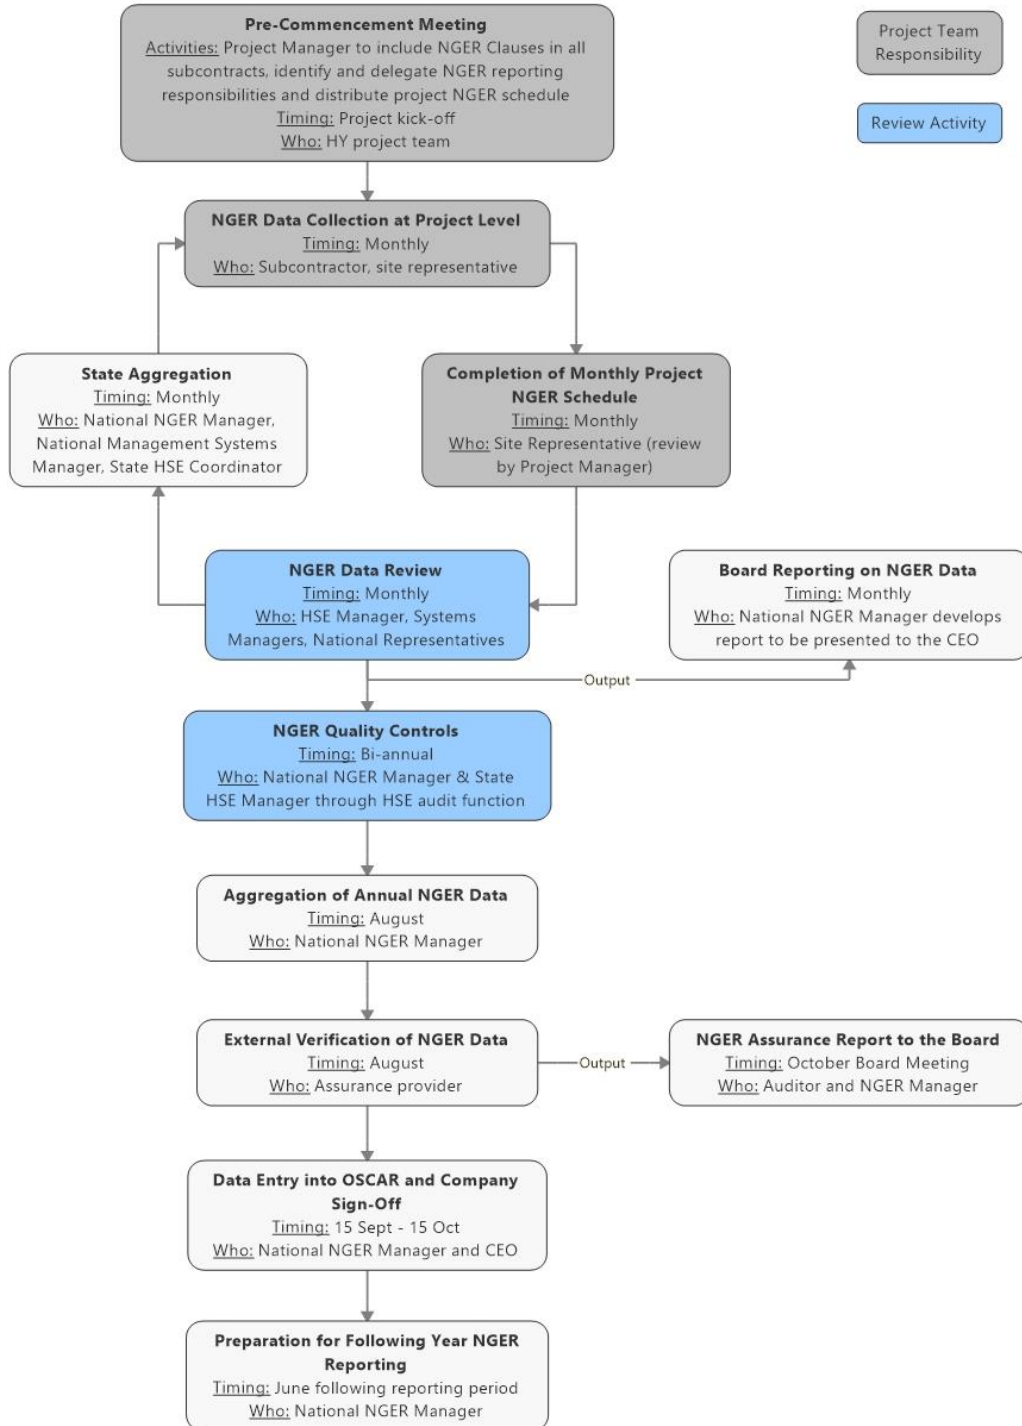 Pre-Commencement Meeting
Activities: Project Manager to include NGER Clauses in all
subcontracts, identify and delegate NGER reporting
responsibilities and distribute project NGER schedule
Timing: Project kick-off
Who: HY project team
Project Team
Responsibility
Review Activity
NGER Data Collection at Project Level
Timing: Monthly
Who: Subcontractor, site representative
State Aggregation
Timing: Monthly
Who: National NGER Manager,
National Management Systems
Manager, State HSE Coordinator
Completion of Monthly Project
NGER Schedule
Timing: Monthly
Who: Site Representative (review
by Project Manager)
NGER Data Review
Timing: Monthly
Who: HSE Manager, Systems
Managers, National Representatives
Board Reporting on NGER Data
Timing: Monthly
Who: National NGER Manager develops
report to be presented to the CEO
Output
NGER Quality Controls
Timing: Bi-annual
Who: National NGER Manager & State
HSE Manager through HSE audit function
Aggregation of Annual NGER Data
Timing: August
Who: National NGER Manager
External Verification of NGER Data
Timing: August
Who: Assurance provider
Output
NGER Assurance Report to the Board
Timing: October Board Meeting
Who: Auditor and NGER Manager
Data Entry into OSCAR and Company
Sign-Off
Timing: 15 Sept - 15 Oct
Who: National NGER Manager and CEO
Preparation for Following Year NGER
Reporting
Timing: June following reporting period
Who: National NGER Manager